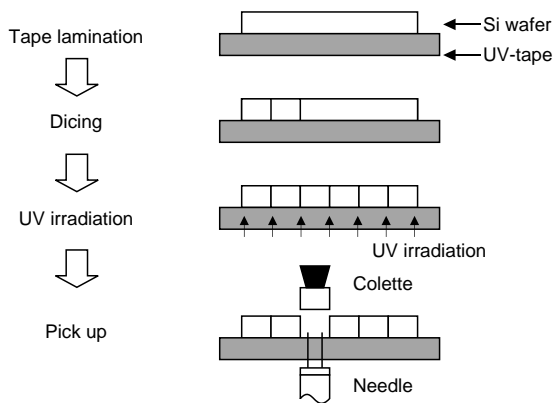 Tape lamination
Si wafer
UV-tape
Dicing
UV irradiation
UV irradiation
Colette
Pick up
Needle